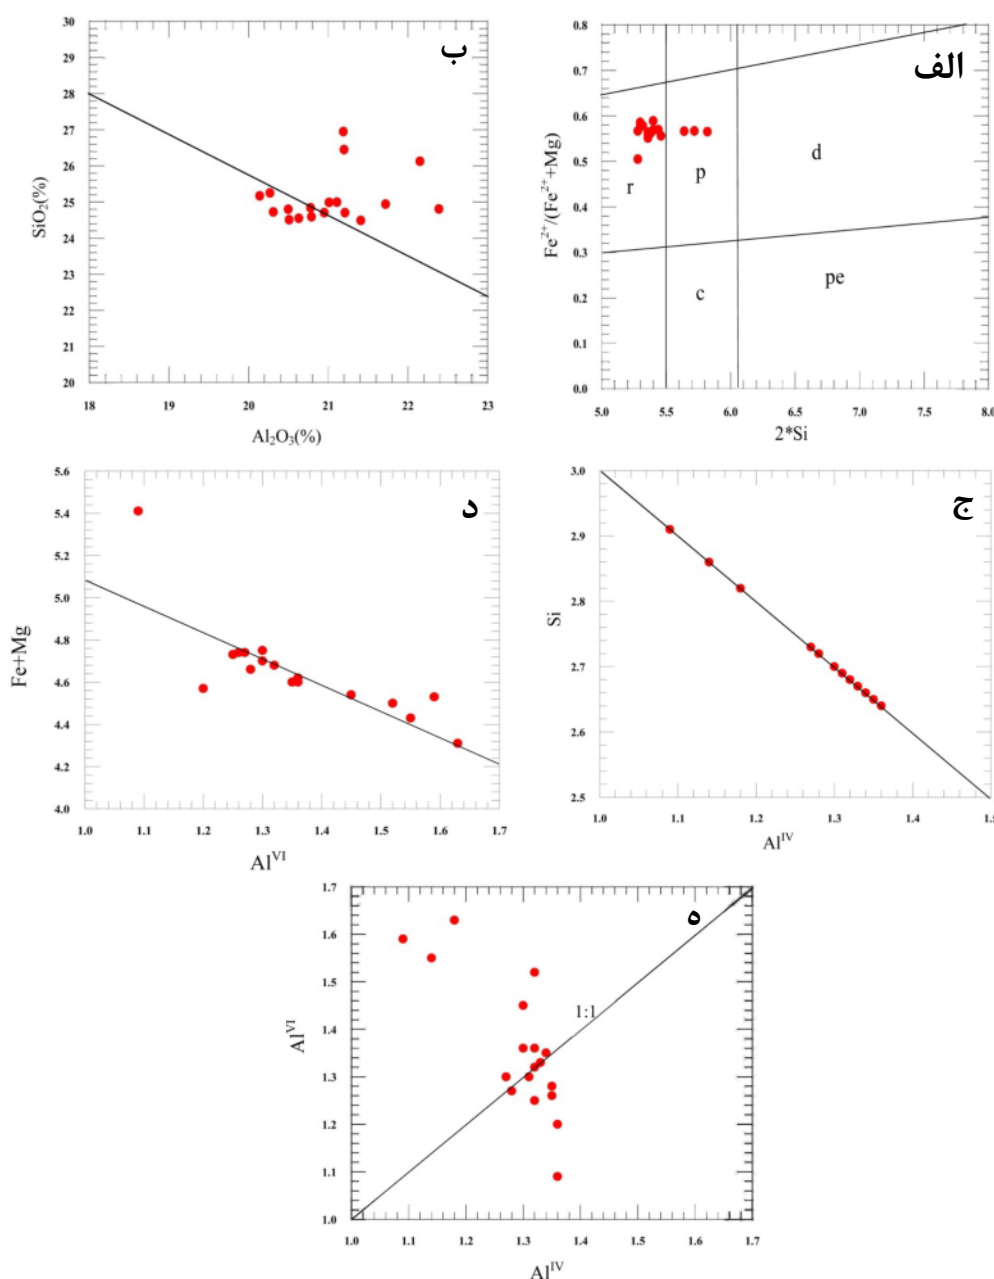 الف
0.8
0.7
0.6
0.5
0.4
0.3
0.2
0.1
0.0
Fe²⁺/(Fe²⁺+Mg)
r
p
d
c
pe
5.0 5.5 6.0 6.5 7.0 7.5 8.0
2*Si
ب
30
29
28
27
26
25
24
23
22
21
20
SiO₂(%)
18 19 20 21 22 23
Al₂O₃(%)
ج
3.0
2.9
2.8
2.7
2.6
2.5
Si
1.0 1.1 1.2 1.3 1.4 1.5
Alᴵⱽ
د
5.6
5.4
5.2
5.0
4.8
4.6
4.4
4.2
4.0
Fe+Mg
1.0 1.1 1.2 1.3 1.4 1.5 1.6 1.7
Alⱽᴵ
ه
1.7
1.6
1.5
1.4
1.3
1.2
1.1
1.0
Alⱽᴵ
1:1
1.0 1.1 1.2 1.3 1.4 1.5 1.6 1.7
Alᴵⱽ